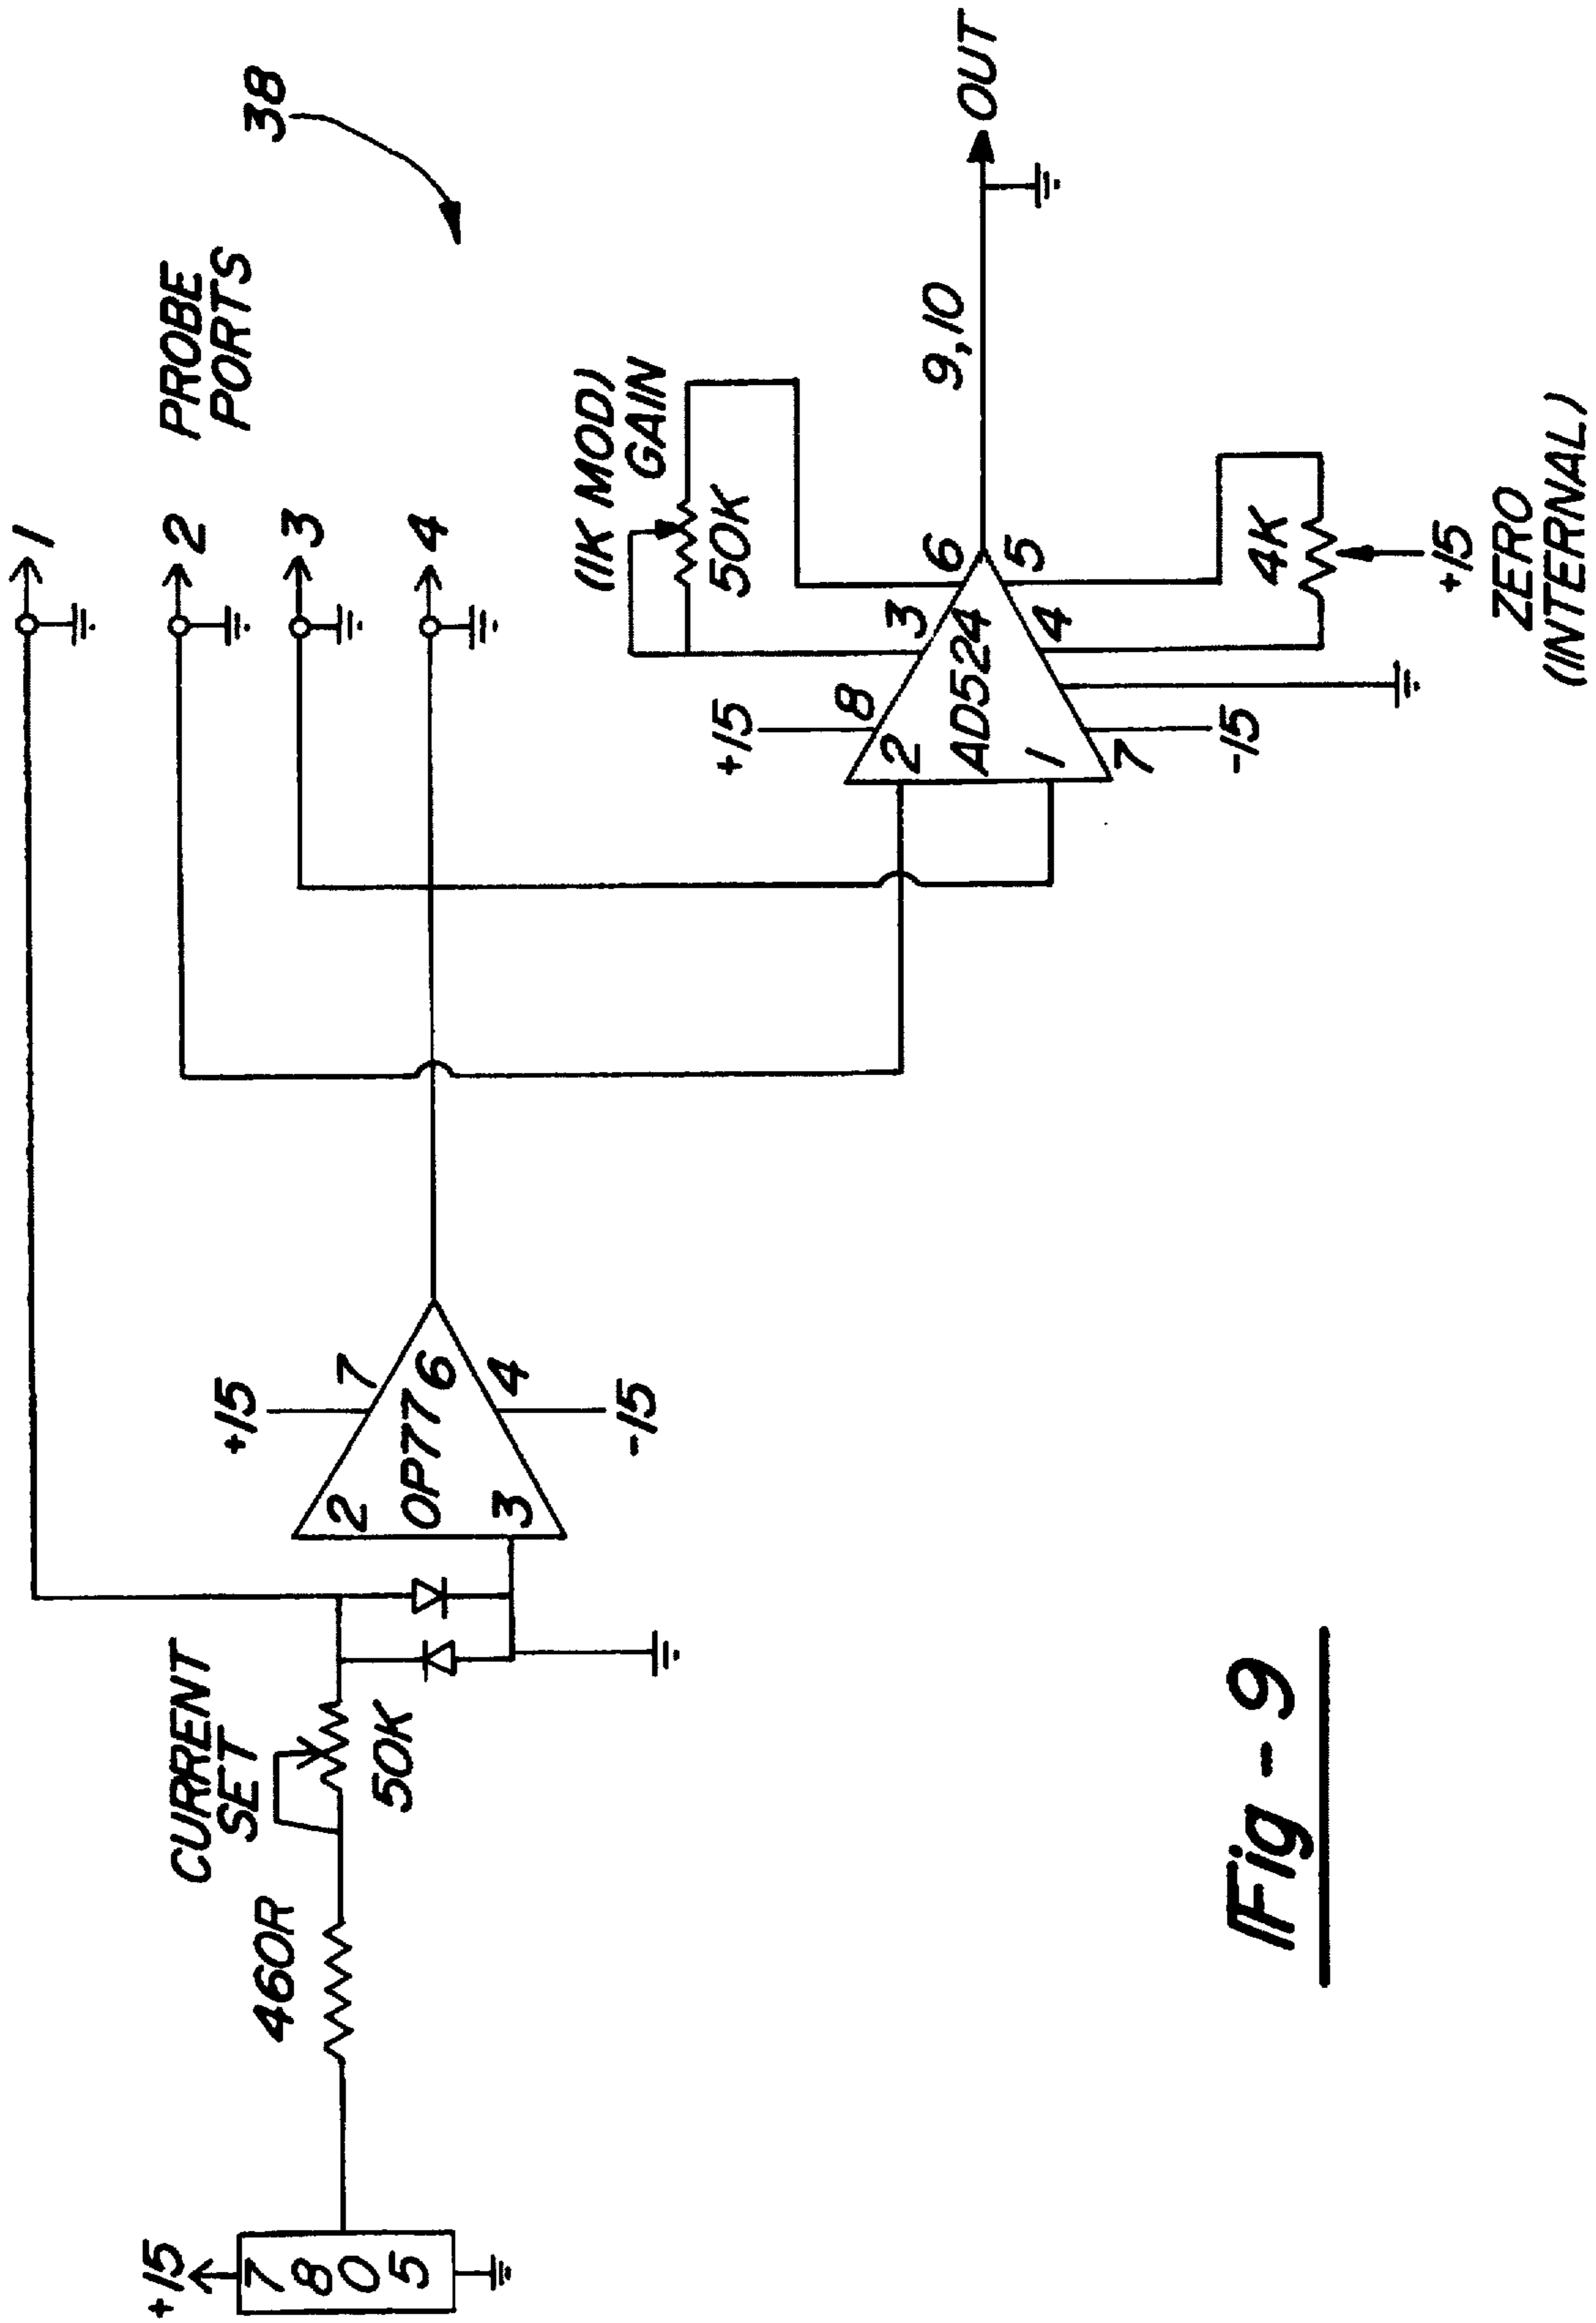 +15
7805
460R
CURRENT
SET
50K
+15
7
2
OP77
6
3
4
-15
1
2
3
4
PROBE
PORTS
38
(1K MOD)
GAIN
50K
+15
8
3
6
2
AD524
1
7
4
5
-15
9,10
OUT
4K
+15
ZERO
(INTERNAL)
Fig - 9